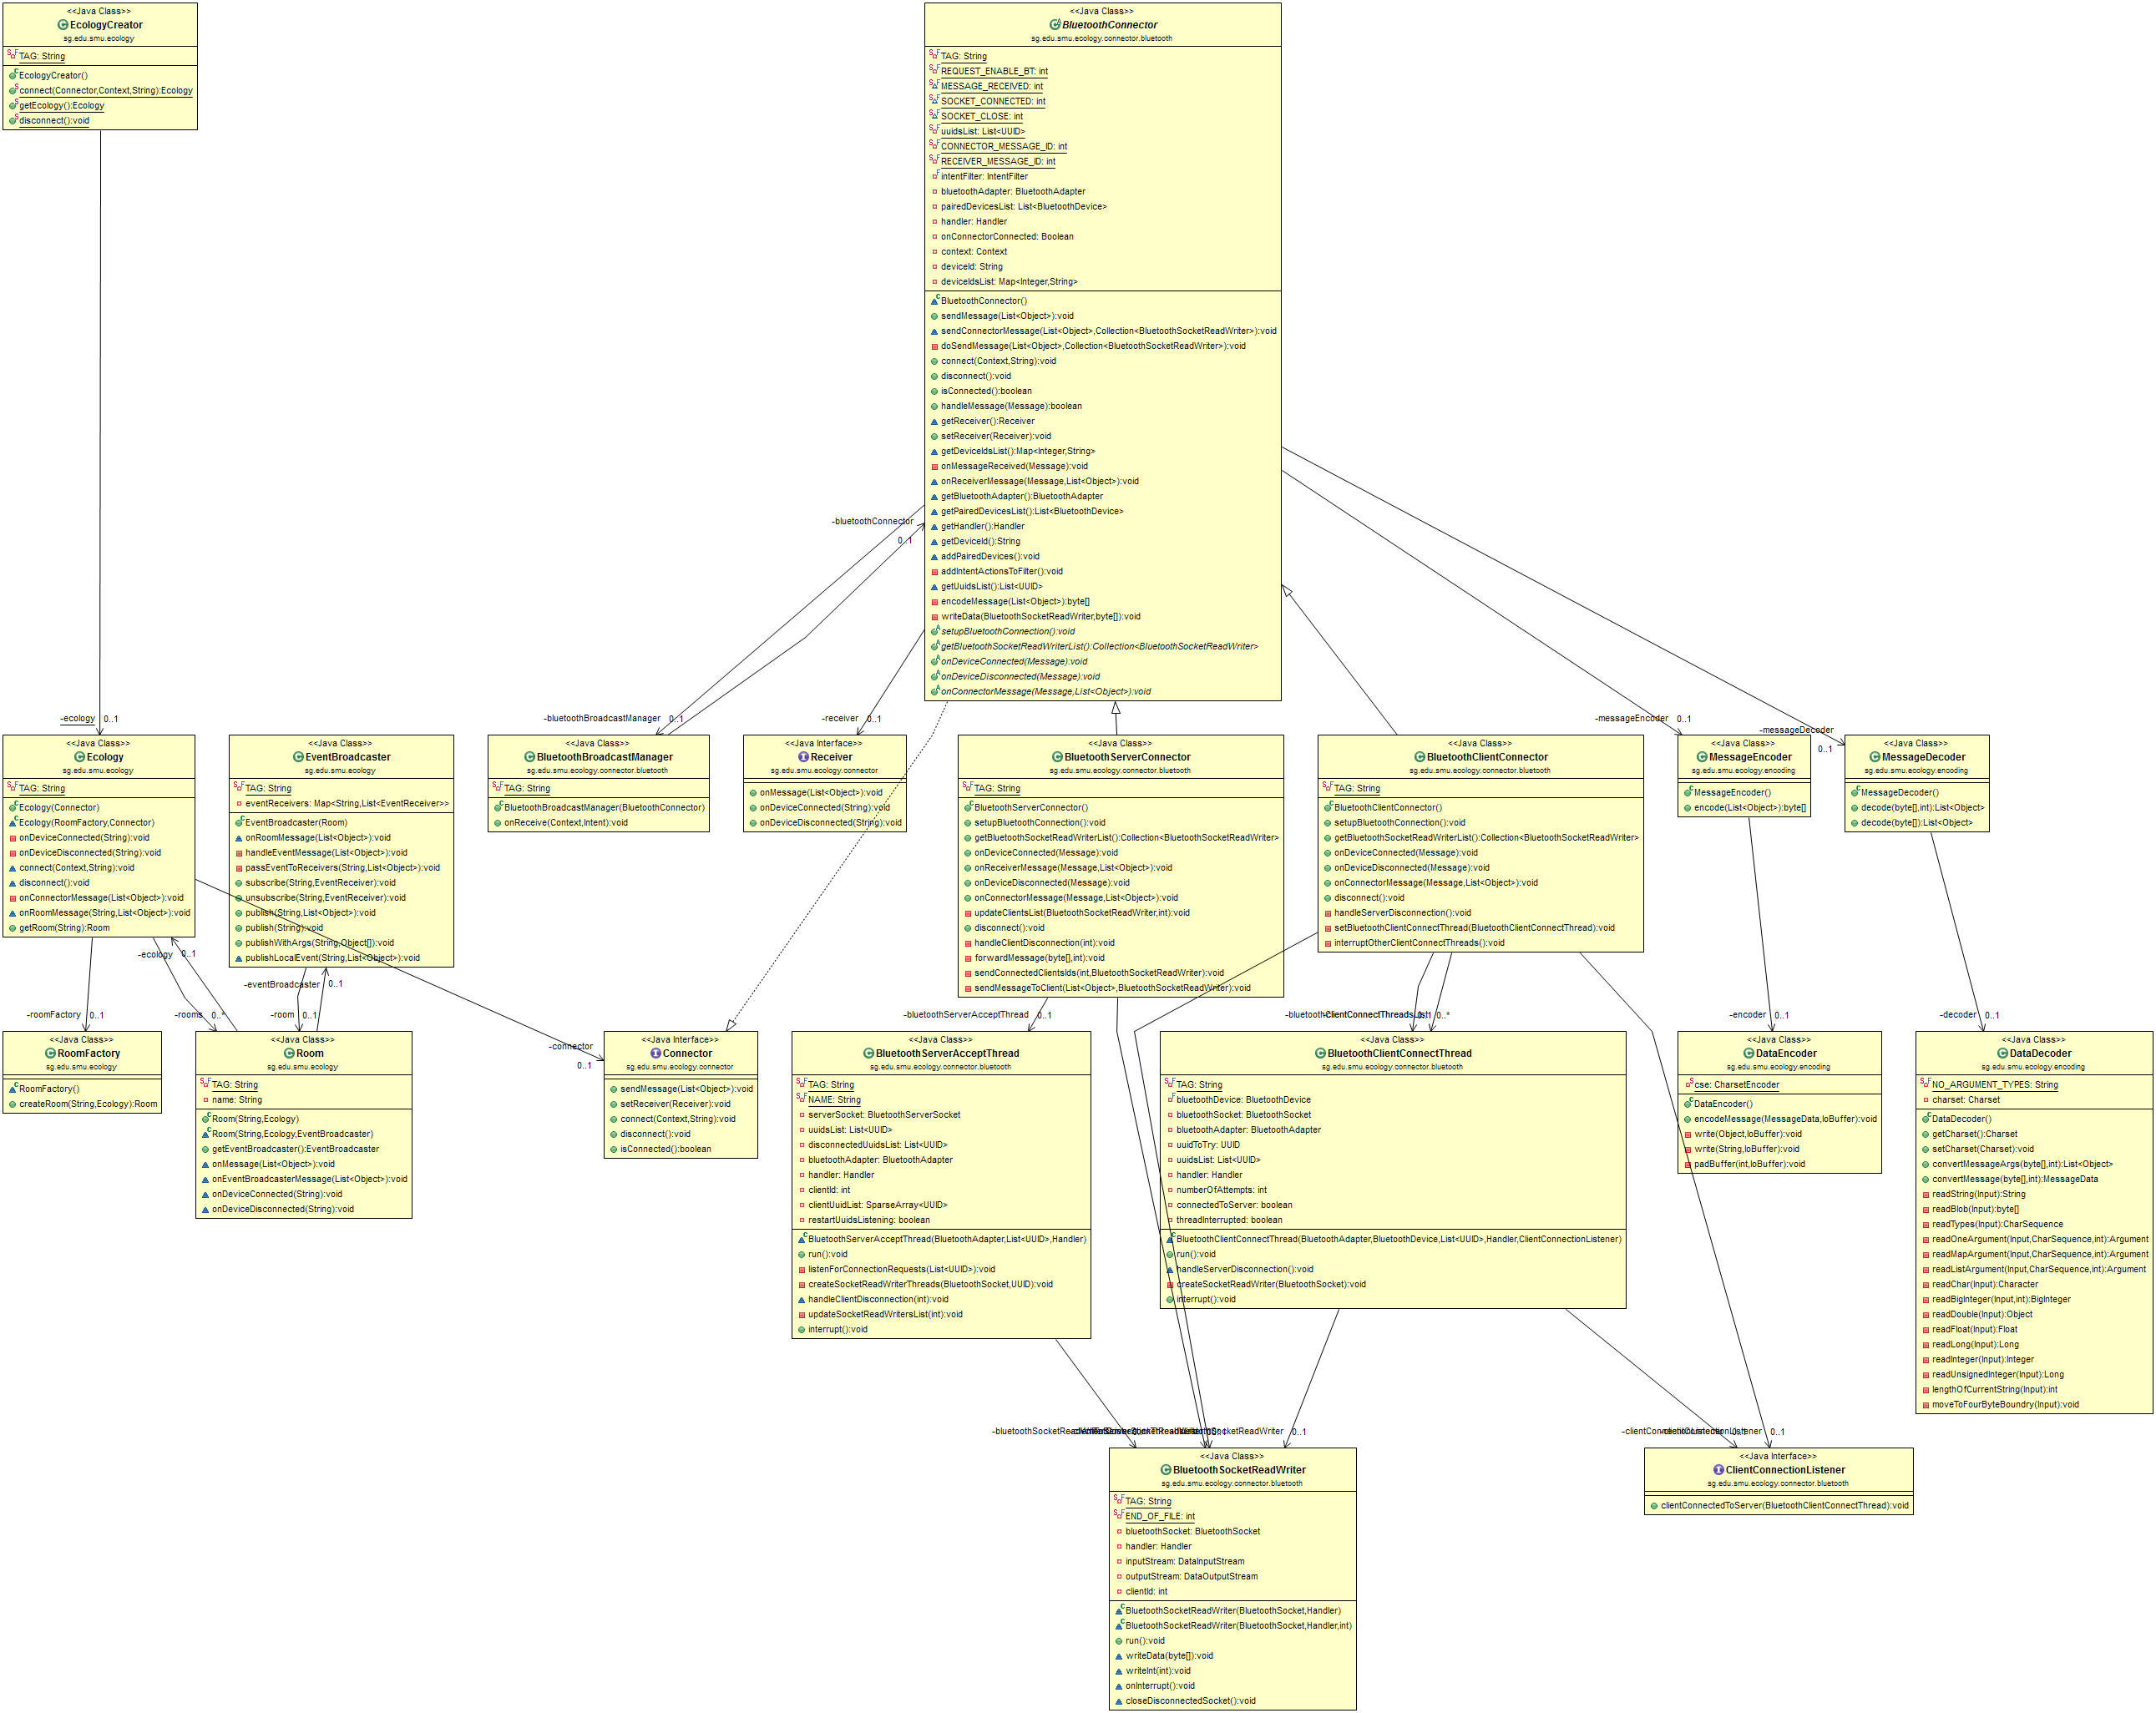 <<Java Class>>
EcologyCreator
sg.edu.smu.ecology
TAG: String
EcologyCreator()
connect(Connector,Context,String):Ecology
getEcology():Ecology
disconnect():void
<<Java Class>>
BluetoothConnector
sg.edu.smu.ecology.connector.bluetooth
TAG: String
REQUEST_ENABLE_BT: int
MESSAGE_RECEIVED: int
SOCKET_CONNECTED: int
SOCKET_CLOSE: int
uuidsList: List<UUID>
CONNECTOR_MESSAGE_ID: int
RECEIVER_MESSAGE_ID: int
intentFilter: IntentFilter
bluetoothAdapter: BluetoothAdapter
pairedDevicesList: List<BluetoothDevice>
handler: Handler
onConnectorConnected: Boolean
context: Context
deviceId: String
deviceIdsList: Map<Integer,String>
BluetoothConnector()
sendMessage(List<Object>):void
sendConnectorMessage(List<Object>,Collection<BluetoothSocketReadWriter>):void
doSendMessage(List<Object>,Collection<BluetoothSocketReadWriter>):void
connect(Context,String):void
disconnect():void
isConnected():boolean
handleMessage(Message):boolean
getReceiver():Receiver
setReceiver(Receiver):void
getDeviceIdsList():Map<Integer,String>
onMessageReceived(Message):void
onReceiverMessage(Message,List<Object>):void
getBluetoothAdapter():BluetoothAdapter
getPairedDevicesList():List<BluetoothDevice>
getHandler():Handler
getDeviceId():String
addPairedDevices():void
addIntentActionsToFilter():void
getUuidsList():List<UUID>
encodeMessage(List<Object>):byte[]
writeData(BluetoothSocketReadWriter,byte[]):void
setupBluetoothConnection():void
getBluetoothSocketReadWriterList():Collection<BluetoothSocketReadWriter>
onDeviceConnected(Message):void
onDeviceDisconnected(Message):void
onConnectorMessage(Message,List<Object>):void
-bluetoothConnector
0..1
-ecology 0..1
-bluetoothBroadcastManager 0..1
-receiver 0..1
-messageEncoder 0..1
-messageDecoder
0..1
<<Java Class>>
Ecology
sg.edu.smu.ecology
TAG: String
Ecology(Connector)
Ecology(RoomFactory,Connector)
onDeviceConnected(String):void
onDeviceDisconnected(String):void
connect(Context,String):void
disconnect():void
onConnectorMessage(List<Object>):void
onRoomMessage(String,List<Object>):void
getRoom(String):Room
<<Java Class>>
EventBroadcaster
sg.edu.smu.ecology
TAG: String
eventReceivers: Map<String,List<EventReceiver>>
EventBroadcaster(Room)
onRoomMessage(List<Object>):void
handleEventMessage(List<Object>):void
passEventToReceivers(String,List<Object>):void
subscribe(String,EventReceiver):void
unsubscribe(String,EventReceiver):void
publish(String,List<Object>):void
publish(String):void
publishWithArgs(String,Object[]):void
publishLocalEvent(String,List<Object>):void
<<Java Class>>
BluetoothBroadcastManager
sg.edu.smu.ecology.connector.bluetooth
TAG: String
BluetoothBroadcastManager(BluetoothConnector)
onReceive(Context,Intent):void
<<Java Interface>>
Receiver
sg.edu.smu.ecology.connector
onMessage(List<Object>):void
onDeviceConnected(String):void
onDeviceDisconnected(String):void
<<Java Class>>
BluetoothServerConnector
sg.edu.smu.ecology.connector.bluetooth
TAG: String
BluetoothServerConnector()
setupBluetoothConnection():void
getBluetoothSocketReadWriterList():Collection<BluetoothSocketReadWriter>
onDeviceConnected(Message):void
onReceiverMessage(Message,List<Object>):void
onDeviceDisconnected(Message):void
onConnectorMessage(Message,List<Object>):void
updateClientsList(BluetoothSocketReadWriter,int):void
disconnect():void
handleClientDisconnection(int):void
forwardMessage(byte[],int):void
sendConnectedClientsIds(int,BluetoothSocketReadWriter):void
sendMessageToClient(List<Object>,BluetoothSocketReadWriter):void
<<Java Class>>
BluetoothClientConnector
sg.edu.smu.ecology.connector.bluetooth
TAG: String
BluetoothClientConnector()
setupBluetoothConnection():void
getBluetoothSocketReadWriterList():Collection<BluetoothSocketReadWriter>
onDeviceConnected(Message):void
onDeviceDisconnected(Message):void
onConnectorMessage(Message,List<Object>):void
disconnect():void
handleServerDisconnection():void
setBluetoothClientConnectThread(BluetoothClientConnectThread):void
interruptOtherClientConnectThreads():void
<<Java Class>>
MessageEncoder
sg.edu.smu.ecology.encoding
MessageEncoder()
encode(List<Object>):byte[]
<<Java Class>>
MessageDecoder
sg.edu.smu.ecology.encoding
MessageDecoder()
decode(byte[],int):List<Object>
decode(byte[]):List<Object>
-ecology 0..1
-eventBroadcaster 0..1
-roomFactory 0..1
-rooms 0..*
-room 0..1
-connector
0..1
-bluetoothServerAcceptThread 0..1
0..*
-encoder 0..1
-decoder 0..1
<<Java Class>>
RoomFactory
sg.edu.smu.ecology
RoomFactory()
createRoom(String,Ecology):Room
<<Java Class>>
Room
sg.edu.smu.ecology
TAG: String
name: String
Room(String,Ecology)
Room(String,Ecology,EventBroadcaster)
getEventBroadcaster():EventBroadcaster
onMessage(List<Object>):void
onEventBroadcasterMessage(List<Object>):void
onDeviceConnected(String):void
onDeviceDisconnected(String):void
<<Java Interface>>
Connector
sg.edu.smu.ecology.connector
sendMessage(List<Object>):void
setReceiver(Receiver):void
connect(Context,String):void
disconnect():void
isConnected():boolean
<<Java Class>>
BluetoothServerAcceptThread
sg.edu.smu.ecology.connector.bluetooth
TAG: String
NAME: String
serverSocket: BluetoothServerSocket
uuidsList: List<UUID>
disconnectedUuidsList: List<UUID>
bluetoothAdapter: BluetoothAdapter
handler: Handler
clientId: int
clientUuidList: SparseArray<UUID>
restartUuidsListening: boolean
BluetoothServerAcceptThread(BluetoothAdapter,List<UUID>,Handler)
run():void
listenForConnectionRequests(List<UUID>):void
createSocketReadWriterThreads(BluetoothSocket,UUID):void
handleClientDisconnection(int):void
updateSocketReadWritersList(int):void
interrupt():void
<<Java Class>>
BluetoothClientConnectThread
sg.edu.smu.ecology.connector.bluetooth
TAG: String
bluetoothDevice: BluetoothDevice
bluetoothSocket: BluetoothSocket
bluetoothAdapter: BluetoothAdapter
uuidToTry: UUID
uuidsList: List<UUID>
handler: Handler
numberOfAttempts: int
connectedToServer: boolean
threadInterrupted: boolean
BluetoothClientConnectThread(BluetoothAdapter,BluetoothDevice,List<UUID>,Handler,ClientConnectionListener)
run():void
handleServerDisconnection():void
createSocketReadWriter(BluetoothSocket):void
interrupt():void
<<Java Class>>
DataEncoder
sg.edu.smu.ecology.encoding
cse: CharsetEncoder
DataEncoder()
encodeMessage(MessageData,IoBuffer):void
write(Object,IoBuffer):void
write(String,IoBuffer):void
padBuffer(int,IoBuffer):void
<<Java Class>>
DataDecoder
sg.edu.smu.ecology.encoding
NO_ARGUMENT_TYPES: String
charset: Charset
DataDecoder()
getCharset():Charset
setCharset(Charset):void
convertMessageArgs(byte[],int):List<Object>
convertMessage(byte[],int):MessageData
readString(Input):String
readBlob(Input):byte[]
readTypes(Input):CharSequence
readOneArgument(Input,CharSequence,int):Argument
readMapArgument(Input,CharSequence,int):Argument
readListArgument(Input,CharSequence,int):Argument
readChar(Input):Character
readBigInteger(Input,int):BigInteger
readDouble(Input):Object
readFloat(Input):Float
readLong(Input):Long
readInteger(Input):Integer
readUnsignedInteger(Input):Long
lengthOfCurrentString(Input):int
moveToFourByteBoundry(Input):void
0..1
0..1
<<Java Class>>
BluetoothSocketReadWriter
sg.edu.smu.ecology.connector.bluetooth
TAG: String
END_OF_FILE: int
bluetoothSocket: BluetoothSocket
handler: Handler
inputStream: DataInputStream
outputStream: DataOutputStream
clientId: int
BluetoothSocketReadWriter(BluetoothSocket,Handler)
BluetoothSocketReadWriter(BluetoothSocket,Handler,int)
run():void
writeData(byte[]):void
writeInt(int):void
onInterrupt():void
closeDisconnectedSocket():void
<<Java Interface>>
ClientConnectionListener
sg.edu.smu.ecology.connector.bluetooth
clientConnectedToServer(BluetoothClientConnectThread):void